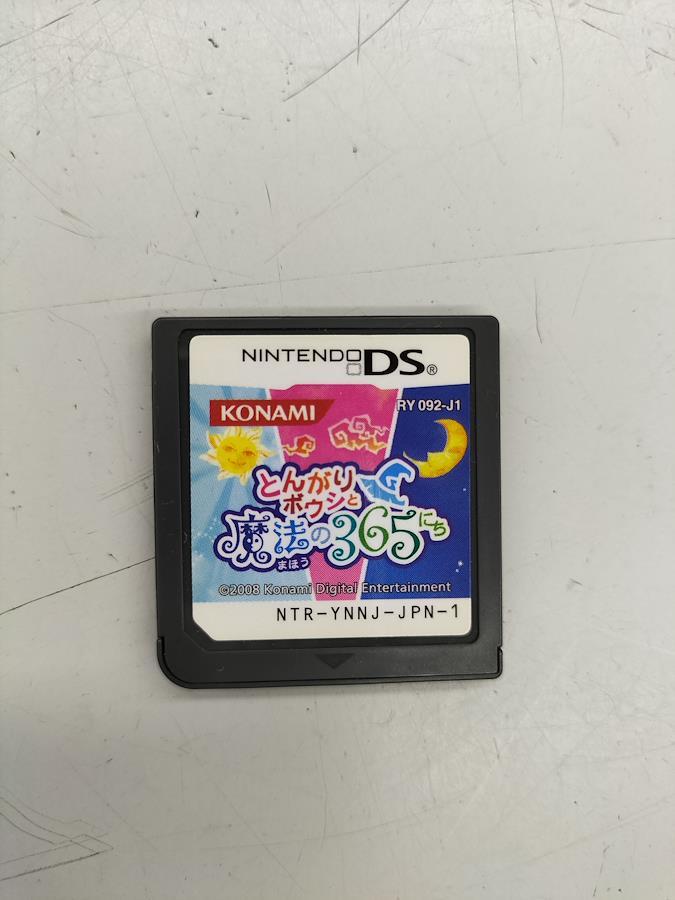 NINTENDO DS®
KONAMI
RY 092-J1
とんがり
ボウシと
魔法の365にち
まほう
©2008 Konami Digital Entertainment
NTR-YNNJ-JPN-1